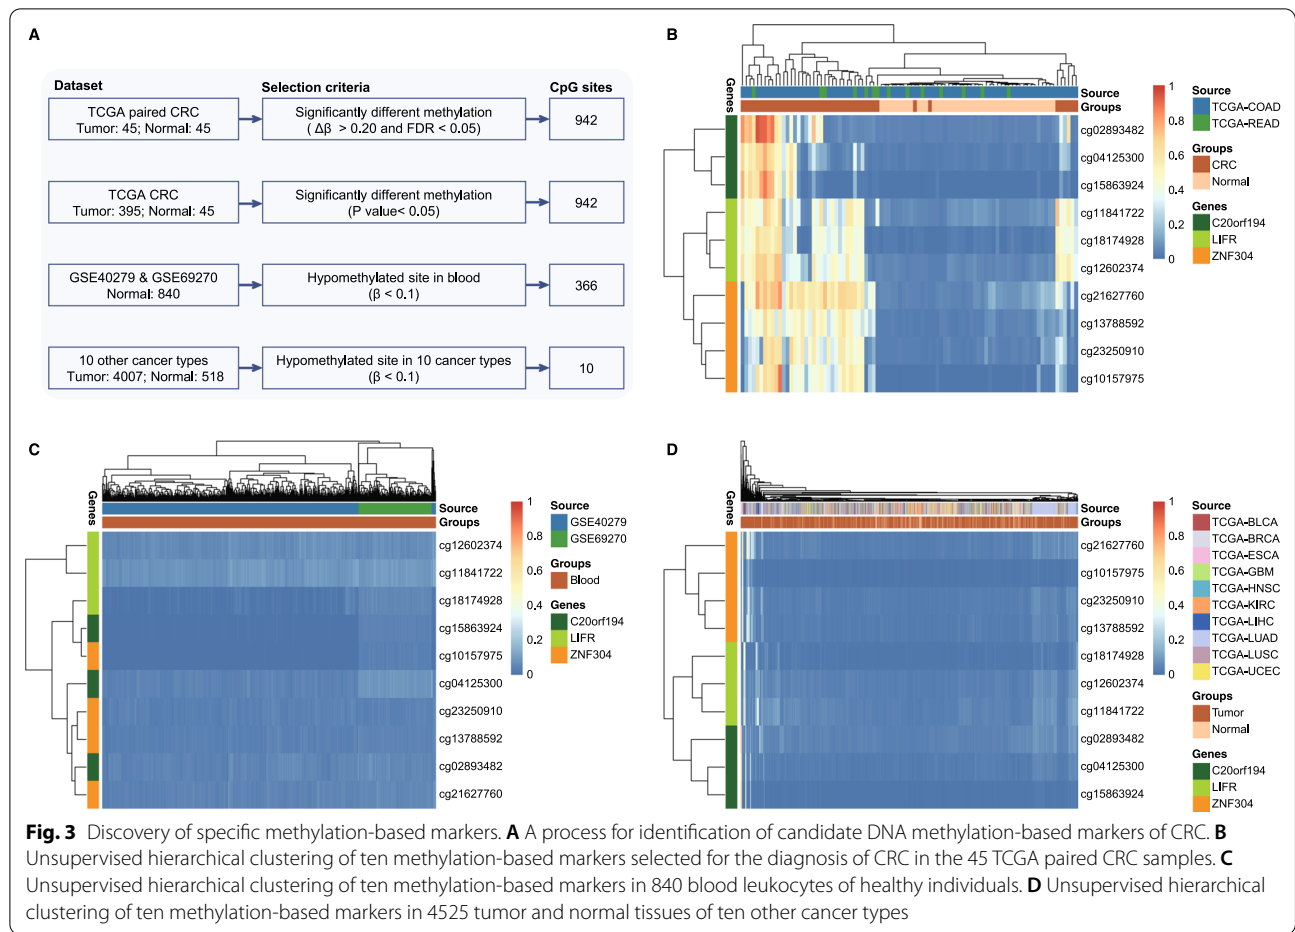 A
Dataset
Selection criteria
CpG sites
TCGA paired CRC
Tumor: 45; Normal: 45
Significantly different methylation
( Δβ > 0.20 and FDR < 0.05)
942
TCGA CRC
Tumor: 395; Normal: 45
Significantly different methylation
(P value< 0.05)
942
GSE40279 & GSE69270
Normal: 840
Hypomethylated site in blood
(β < 0.1)
366
10 other cancer types
Tumor: 4007; Normal: 518
Hypomethylated site in 10 cancer types
(β < 0.1)
10
B
Genes
Source
Groups
cg02893482
cg04125300
cg15863924
cg11841722
cg18174928
cg12602374
cg21627760
cg13788592
cg23250910
cg10157975
1
0.8
0.6
0.4
0.2
0
Source
TCGA-COAD
TCGA-READ
Groups
CRC
Normal
Genes
C20orf194
LIFR
ZNF304
C
Genes
Source
Groups
cg12602374
cg11841722
cg18174928
cg15863924
cg10157975
cg04125300
cg23250910
cg13788592
cg02893482
cg21627760
1
0.8
0.6
0.4
0.2
0
Source
GSE40279
GSE69270
Groups
Blood
Genes
C20orf194
LIFR
ZNF304
D
Genes
Source
Groups
cg21627760
cg10157975
cg23250910
cg13788592
cg18174928
cg12602374
cg11841722
cg02893482
cg04125300
cg15863924
1
0.8
0.6
0.4
0.2
0
Source
TCGA-BLCA
TCGA-BRCA
TCGA-ESCA
TCGA-GBM
TCGA-HNSC
TCGA-KIRC
TCGA-LIHC
TCGA-LUAD
TCGA-LUSC
TCGA-UCEC
Groups
Tumor
Normal
Genes
C20orf194
LIFR
ZNF304
Fig. 3 Discovery of specific methylation-based markers. A A process for identification of candidate DNA methylation-based markers of CRC. B
Unsupervised hierarchical clustering of ten methylation-based markers selected for the diagnosis of CRC in the 45 TCGA paired CRC samples. C
Unsupervised hierarchical clustering of ten methylation-based markers in 840 blood leukocytes of healthy individuals. D Unsupervised hierarchical
clustering of ten methylation-based markers in 4525 tumor and normal tissues of ten other cancer types